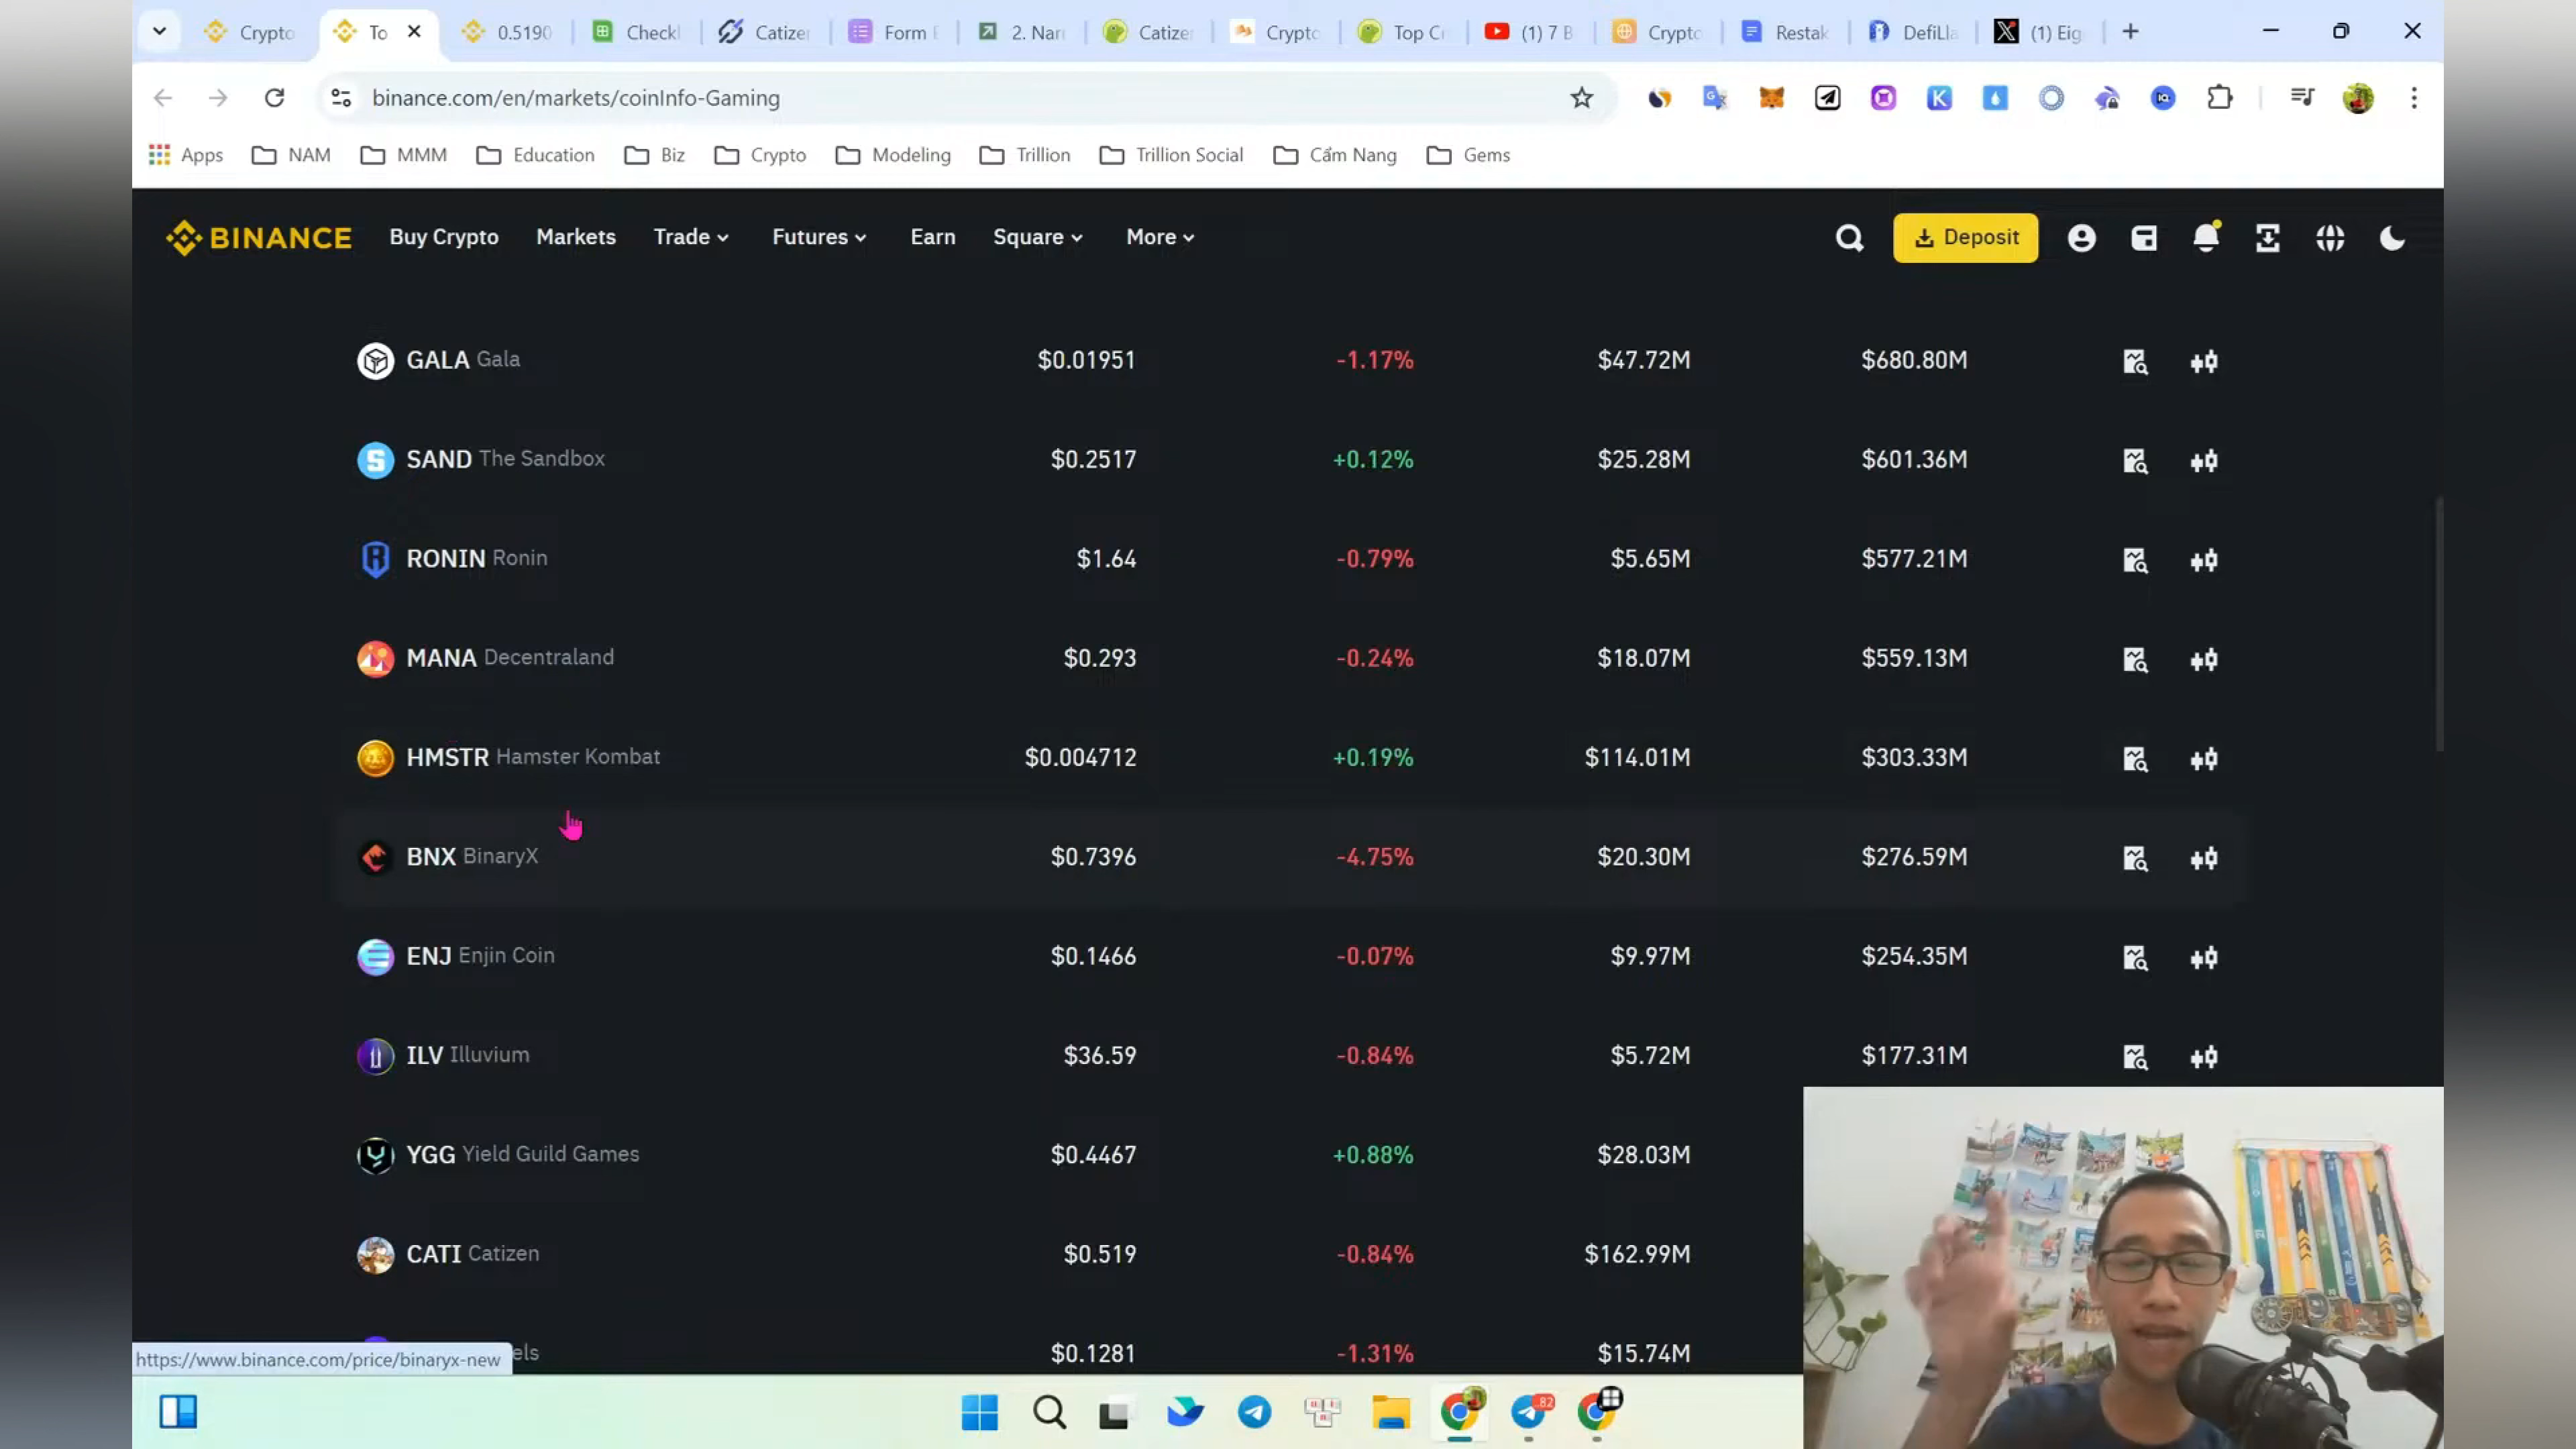 Crypto
To
0.5190
Checkl
Catize
Form E
2. Nar
Catize
Crypto
Top C
(1) 7 B
Crypto
Restak
DefiLla
(1) Eig
binance.com/en/markets/coinInfo-Gaming
Apps
NAM
MMM
Education
Biz
Crypto
Modeling
Trillion
Trillion Social
Cẩm Nang
Gems
BINANCE
Buy Crypto
Markets
Trade
Futures
Earn
Square
More
Deposit
GALA Gala $0.01951 -1.17% $47.72M $680.80M
SAND The Sandbox $0.2517 +0.12% $25.28M $601.36M
RONIN Ronin $1.64 -0.79% $5.65M $577.21M
MANA Decentraland $0.293 -0.24% $18.07M $559.13M
HMSTR Hamster Kombat $0.004712 +0.19% $114.01M $303.33M
BNX BinaryX $0.7396 -4.75% $20.30M $276.59M
ENJ Enjin Coin $0.1466 -0.07% $9.97M $254.35M
ILV Illuvium $36.59 -0.84% $5.72M $177.31M
YGG Yield Guild Games $0.4467 +0.88% $28.03M
CATI Catizen $0.519 -0.84% $162.99M
els $0.1281 -1.31% $15.74M
https://www.binance.com/price/binaryx-new
82